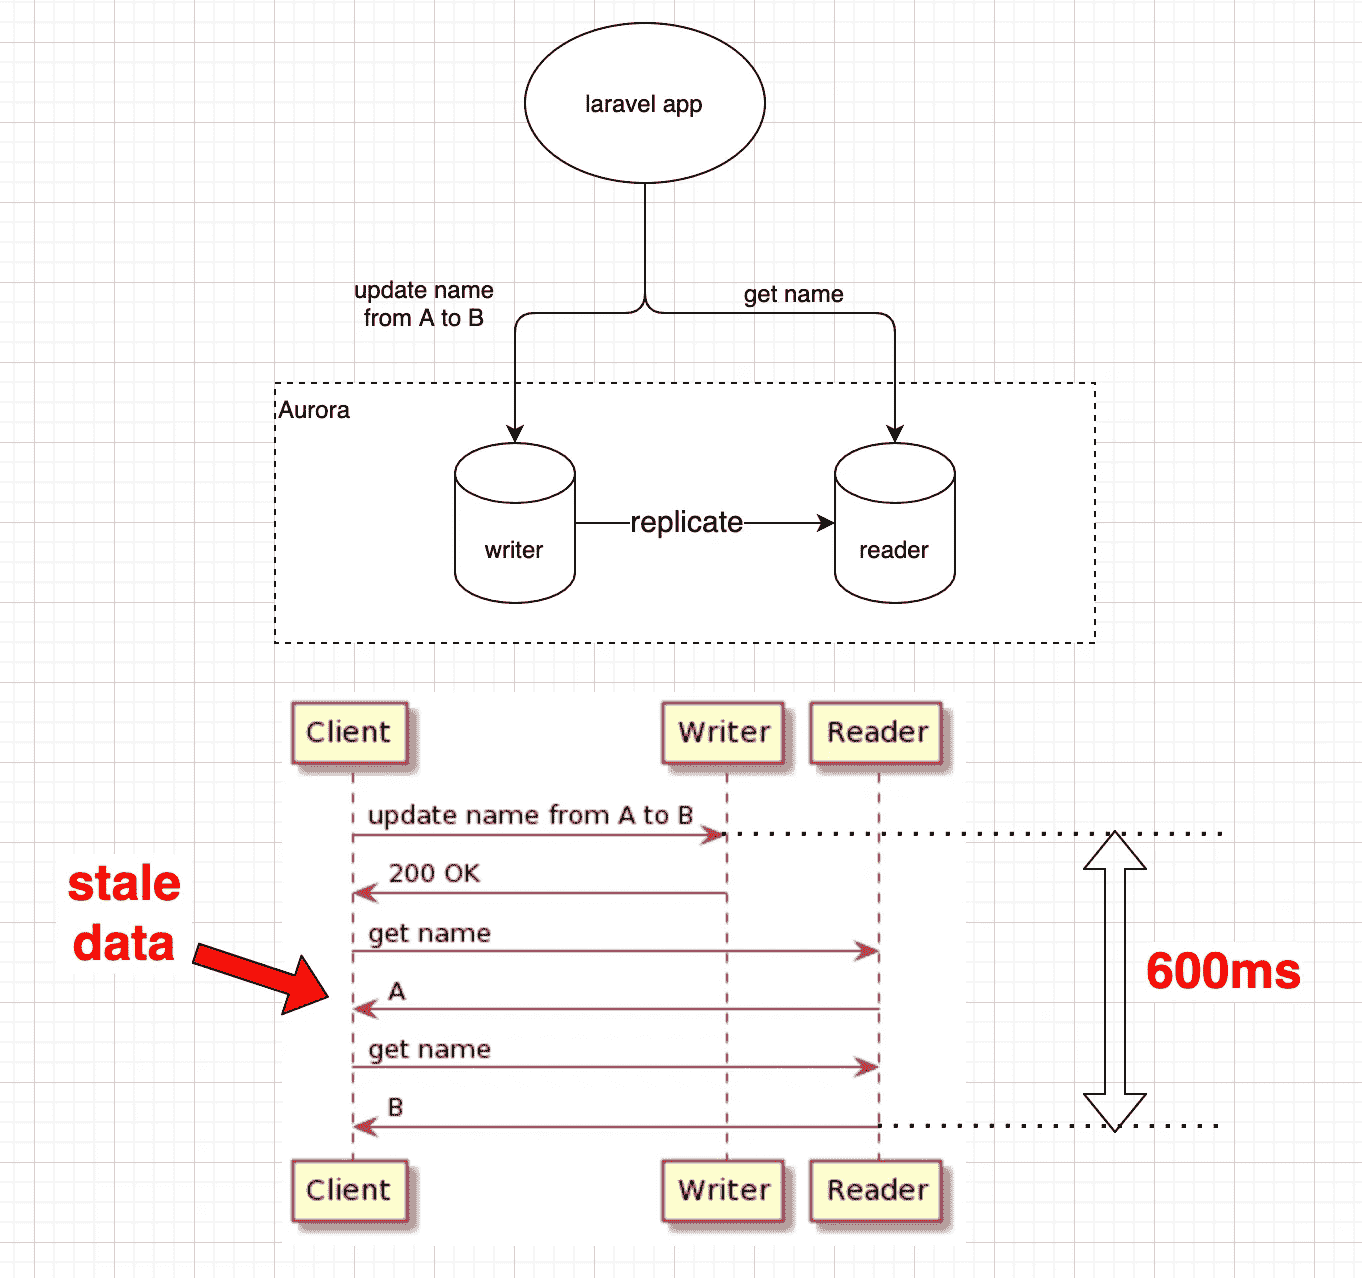 laravel app
update name
from A to B
get name
Aurora
writer
replicate
reader
Client
Writer
Reader
update name from A to B
200 OK
stale
data
get name
A
600ms
get name
B
Client
Writer
Reader